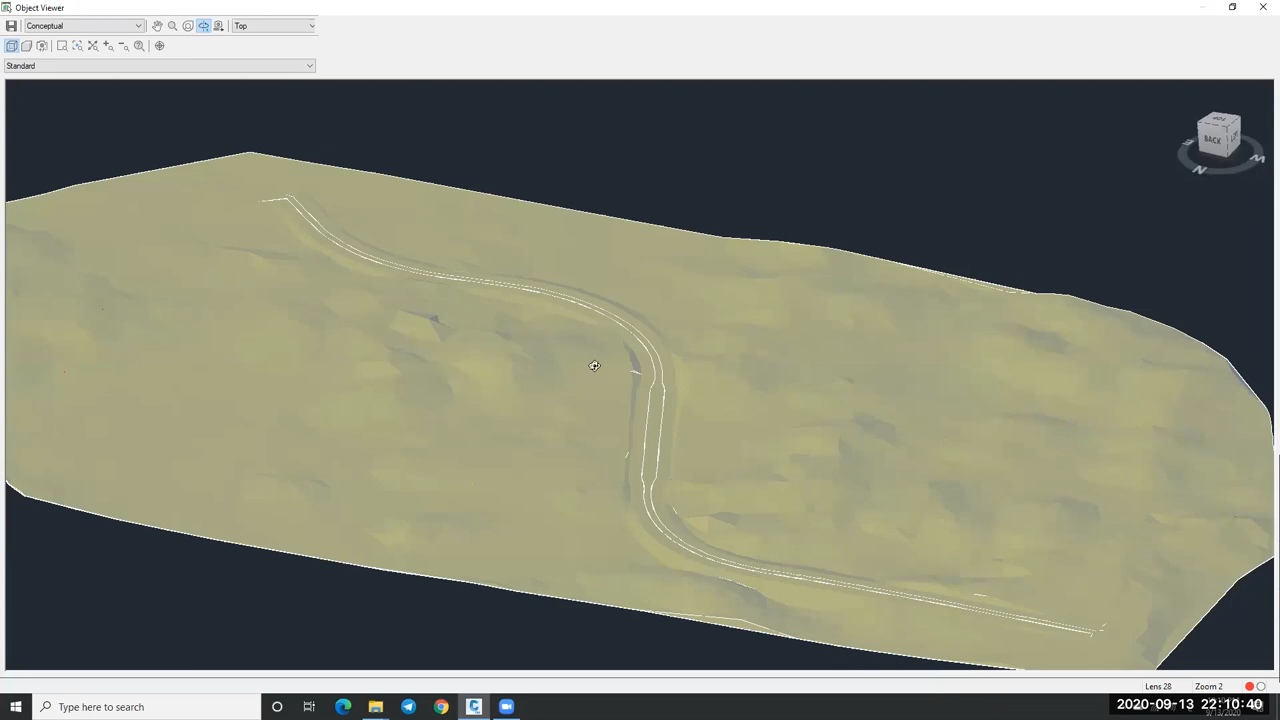 Object Viewer
Conceptual
Top
Standard
TOP
BACK
N
W
Lens 28
Zoom 2
Type here to search
2020-09-13 22:10:40